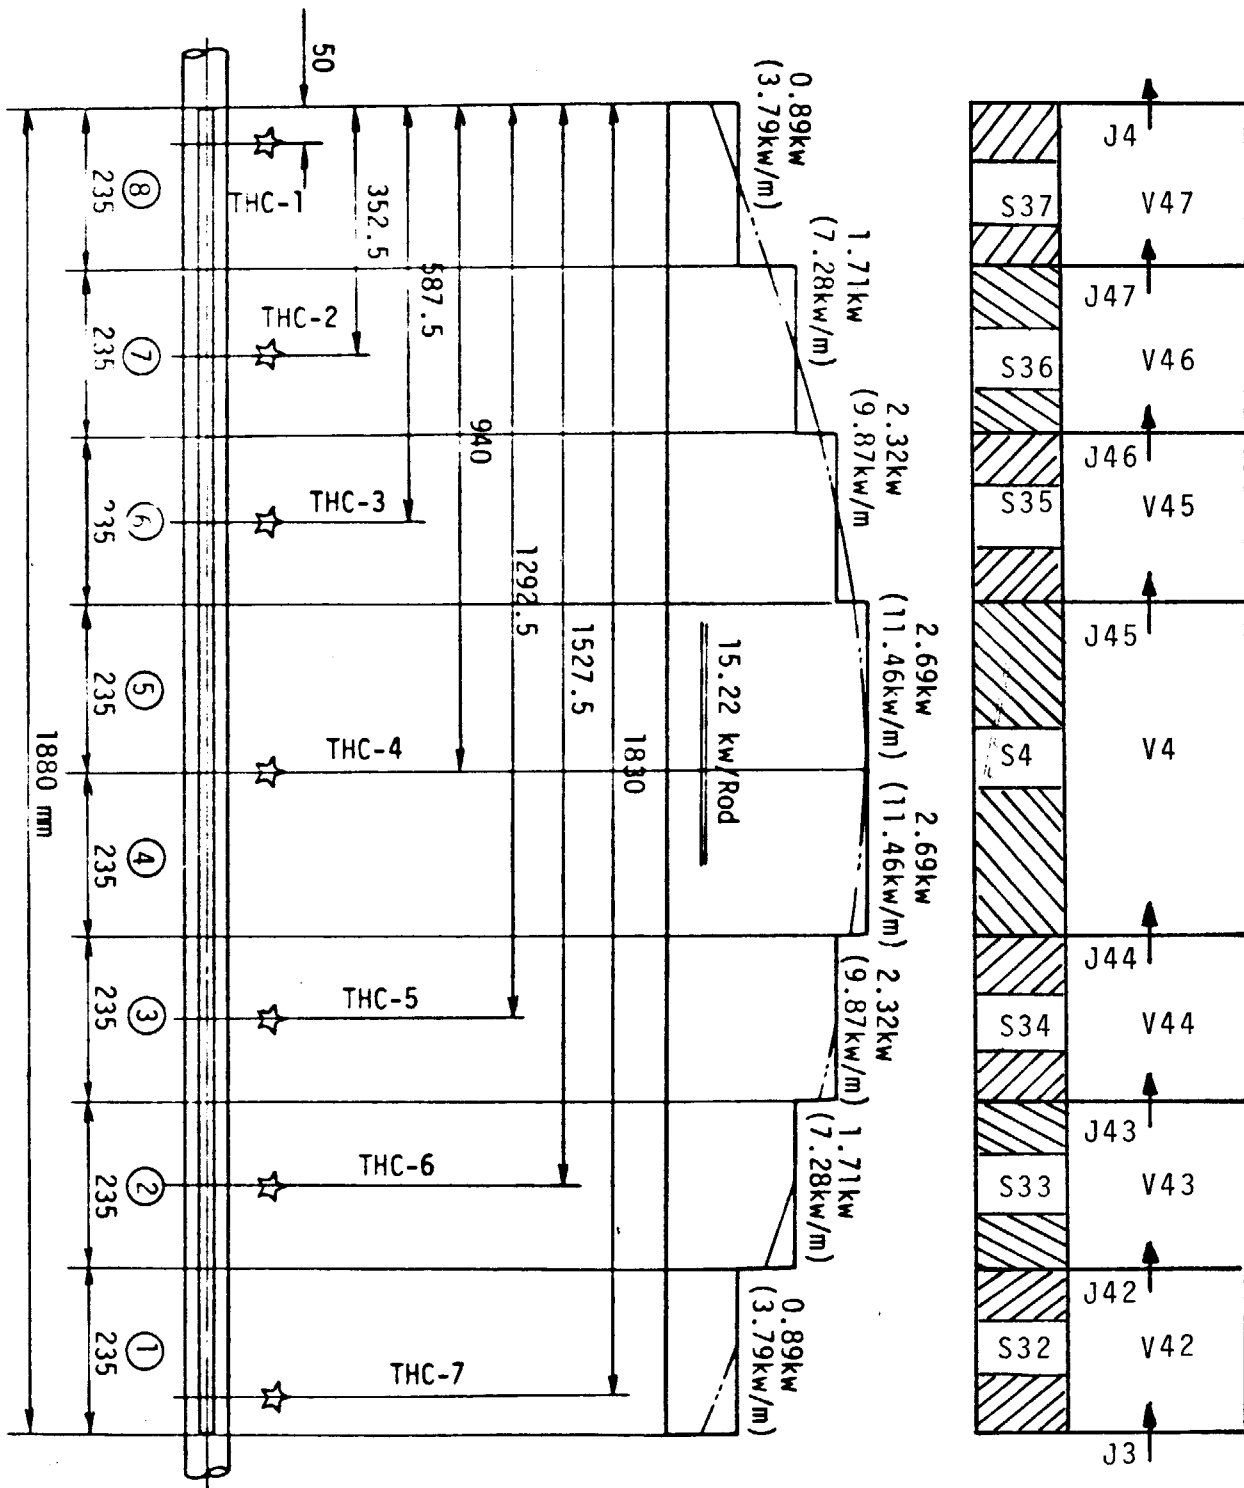 50
0.89kw
(3.79kw/m)
J4
THC-1
8
235
S37
V47
352.5
1.71kw
(7.28kw/m)
J47
THC-2
7
235
587.5
S36
V46
2.32kw
(9.87kw/m
J46
THC-3
6
235
940
S35
V45
1292.5
2.69kw
(11.46kw/m)
J45
5
235
1527.5
15.22 kw/Rod
THC-4
1880 mm
1830
S4
V4
2.69kw
(11.46kw/m)
4
235
2.32kw
(9.87kw/m)
J44
THC-5
3
235
S34
V44
1.71kw
(7.28kw/m)
J43
THC-6
2
235
S33
V43
0.89kw
(3.79kw/m)
J42
THC-7
1
235
S32
V42
J3